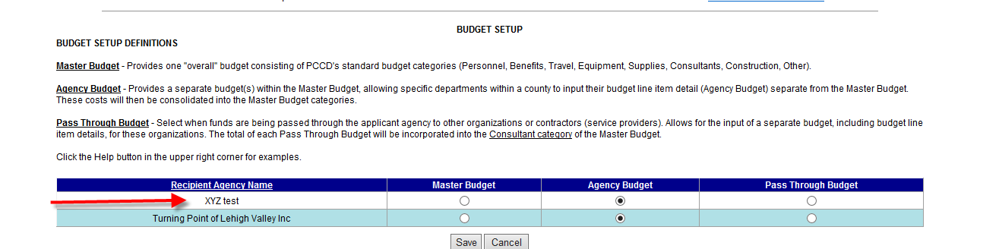 BUDGET SETUP
BUDGET SETUP DEFINITIONS
Master Budget - Provides one "overall" budget consisting of PCCD's standard budget categories (Personnel, Benefits, Travel, Equipment, Supplies, Consultants, Construction, Other).
Agency Budget - Provides a separate budget(s) within the Master Budget, allowing specific departments within a county to input their budget line item detail (Agency Budget) separate from the Master Budget.
These costs will then be consolidated into the Master Budget categories.
Pass Through Budget - Select when funds are being passed through the applicant agency to other organizations or contractors (service providers). Allows for the input of a separate budget, including budget line
item details, for these organizations. The total of each Pass Through Budget will be incorporated into the Consultant category of the Master Budget.
Click the Help button in the upper right corner for examples.
Recipient Agency Name Master Budget Agency Budget Pass Through Budget
XYZ test
Turning Point of Lehigh Valley Inc
Save Cancel